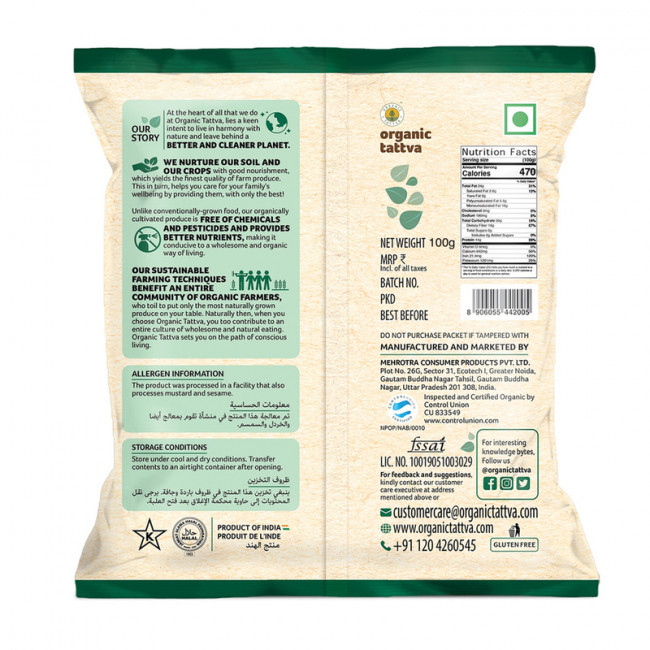 OUR
STORY
At the heart of all that we do
at Organic Tattva, lies a keen
intent to live in harmony with
nature and leave behind a
BETTER AND CLEANER PLANET.
WE NURTURE OUR SOIL AND
OUR CROPS with good nourishment,
which yields the finest quality of farm produce.
This in turn, helps you care for your family's
wellbeing by providing them, with only the best!
Unlike conventionally-grown food, our organically
cultivated produce is FREE OF CHEMICALS
AND PESTICIDES AND PROVIDES
BETTER NUTRIENTS, making it
conducive to a wholesome and organic
way of living.
OUR SUSTAINABLE
FARMING TECHNIQUES
BENEFIT AN ENTIRE
COMMUNITY OF ORGANIC FARMERS,
who toil to put only the most naturally grown
produce on your table. Naturally then, when you
choose Organic Tattva, you too contribute to an
entire culture of wholesome and natural eating.
Organic Tattva sets you on the path of conscious
living.
ALLERGEN INFORMATION
The product was processed in a facility that also
processes mustard and sesame.
معلومات الحساسية
تم معالجة هذا المنتج في منشأة تقوم بمعالج أيضا
والخردل والسمسم.
STORAGE CONDITIONS
Store under cool and dry conditions. Transfer
contents to an airtight container after opening.
ظروف التخزين
ينبغي تخزين هذا المنتج في ظروف باردة وجافة. يرجى نقل
المحتويات إلى حاوية محكمة الإغلاق بعد فتح العلبة.
K
HALAL
PRODUCT OF INDIA
PRODUIT DE L'INDE
منتج الهند
organic
tattva
Nutrition Facts
Serving size (100g)
Amount Per Serving
Calories 470
NET WEIGHT 100g
MRP ₹
Incl. of all taxes
BATCH NO.
PKD
BEST BEFORE
8 906055 442005
DO NOT PURCHASE PACKET IF TAMPERED WITH
MANUFACTURED AND MARKETED BY
MEHROTRA CONSUMER PRODUCTS PVT. LTD.
Plot No. 26G, Sector 31, Ecotech I, Greater Noida,
Gautam Buddha Nagar Tahsil, Gautam Buddha
Nagar, Uttar Pradesh 201 308, India.
Inspected and Certified Organic by
Control Union
CU 833549
www.controlunion.com
NPOP/NAB/0010
fssai
LIC. NO. 10019051003029
For feedback and suggestions,
kindly contact our customer
care executive at address
mentioned above or
For interesting
knowledge bytes,
Follow us
@organictattva
customercare@organictattva.com
www.organictattva.com
+91 120 4260545
GLUTEN FREE